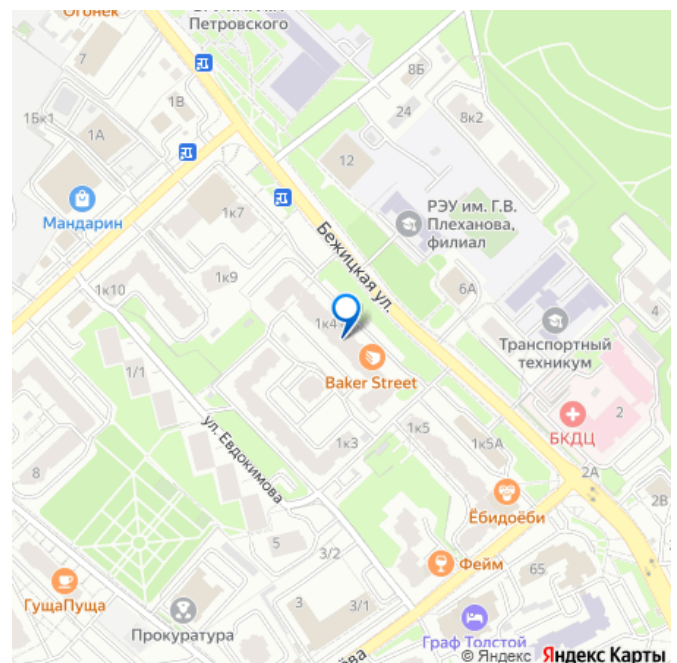 Огонёк
Петровского
7
1Бк1
1В
1А
8Б
24
8к2
12
Мандарин
1к7
РЭУ им. Г.В.
Плеханова,
филиал
Бежицкая ул.
1к10
1к9
6А
4
1к4
Транспортный
техникум
Baker Street
1/1
БКДЦ
2
ул. Евдокимова
1к3
1к5
1к5А
2А
2В
8
Ёбидоёби
5
3/2
Фейм
65
ГущаПуща
3
3/1
Прокуратура
Граф Толстой
© Яндекс Яндекс Карты